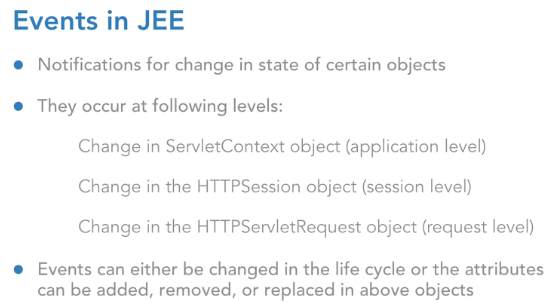 Events in JEE
Notifications for change in state of certain objects
They occur at following levels:
Change in ServletContext object (application level)
Change in the HTTPSession object (session level)
Change in the HTTPServletRequest object (request level)
Events can either be changed in the life cycle or the attributes
can be added, removed, or replaced in above objects